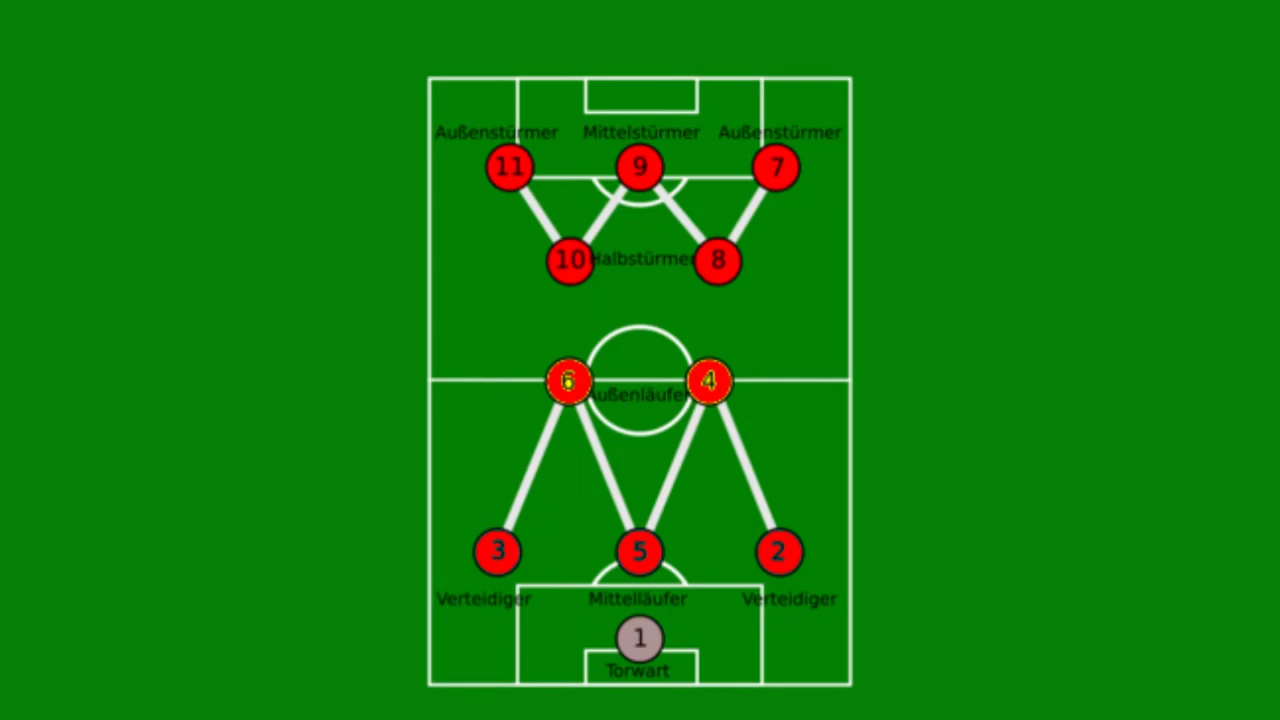 Außenstürmer Mittelstürmer Außenstürmer
11 9 7
10 Halbstürmer 8
6 4
Außenläufer
3 5 2
Verteidiger Mittelläufer Verteidiger
1
Torwart